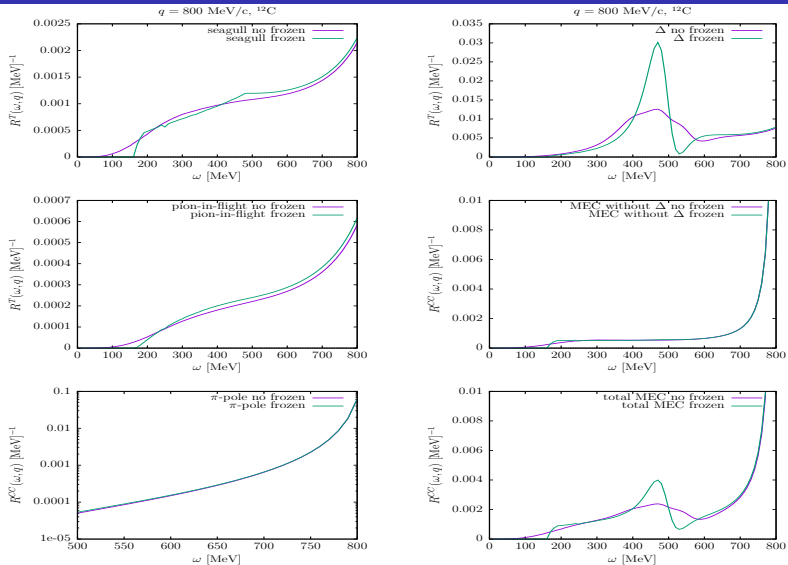 q = 800 MeV/c, ¹²C
seagull no frozen
seagull frozen
R^T(ω,q) [MeV]⁻¹
0.0025
0.002
0.0015
0.001
0.0005
0
0 100 200 300 400 500 600 700 800
ω [MeV]
q = 800 MeV/c, ¹²C
Δ no frozen
Δ frozen
R^T(ω,q) [MeV]⁻¹
0.035
0.03
0.025
0.02
0.015
0.01
0.005
0
0 100 200 300 400 500 600 700 800
ω [MeV]
pion-in-flight no frozen
pion-in-flight frozen
R^T(ω,q) [MeV]⁻¹
0.0007
0.0006
0.0005
0.0004
0.0003
0.0002
0.0001
0
0 100 200 300 400 500 600 700 800
ω [MeV]
MEC without Δ no frozen
MEC without Δ frozen
R^CC(ω,q) [MeV]⁻¹
0.01
0.008
0.006
0.004
0.002
0
0 100 200 300 400 500 600 700 800
ω [MeV]
π-pole no frozen
π-pole frozen
R^CC(ω,q) [MeV]⁻¹
0.1
0.01
0.001
0.0001
1e-05
500 550 600 650 700 750 800
ω [MeV]
total MEC no frozen
total MEC frozen
R^CC(ω,q) [MeV]⁻¹
0.01
0.008
0.006
0.004
0.002
0
0 100 200 300 400 500 600 700 800
ω [MeV]